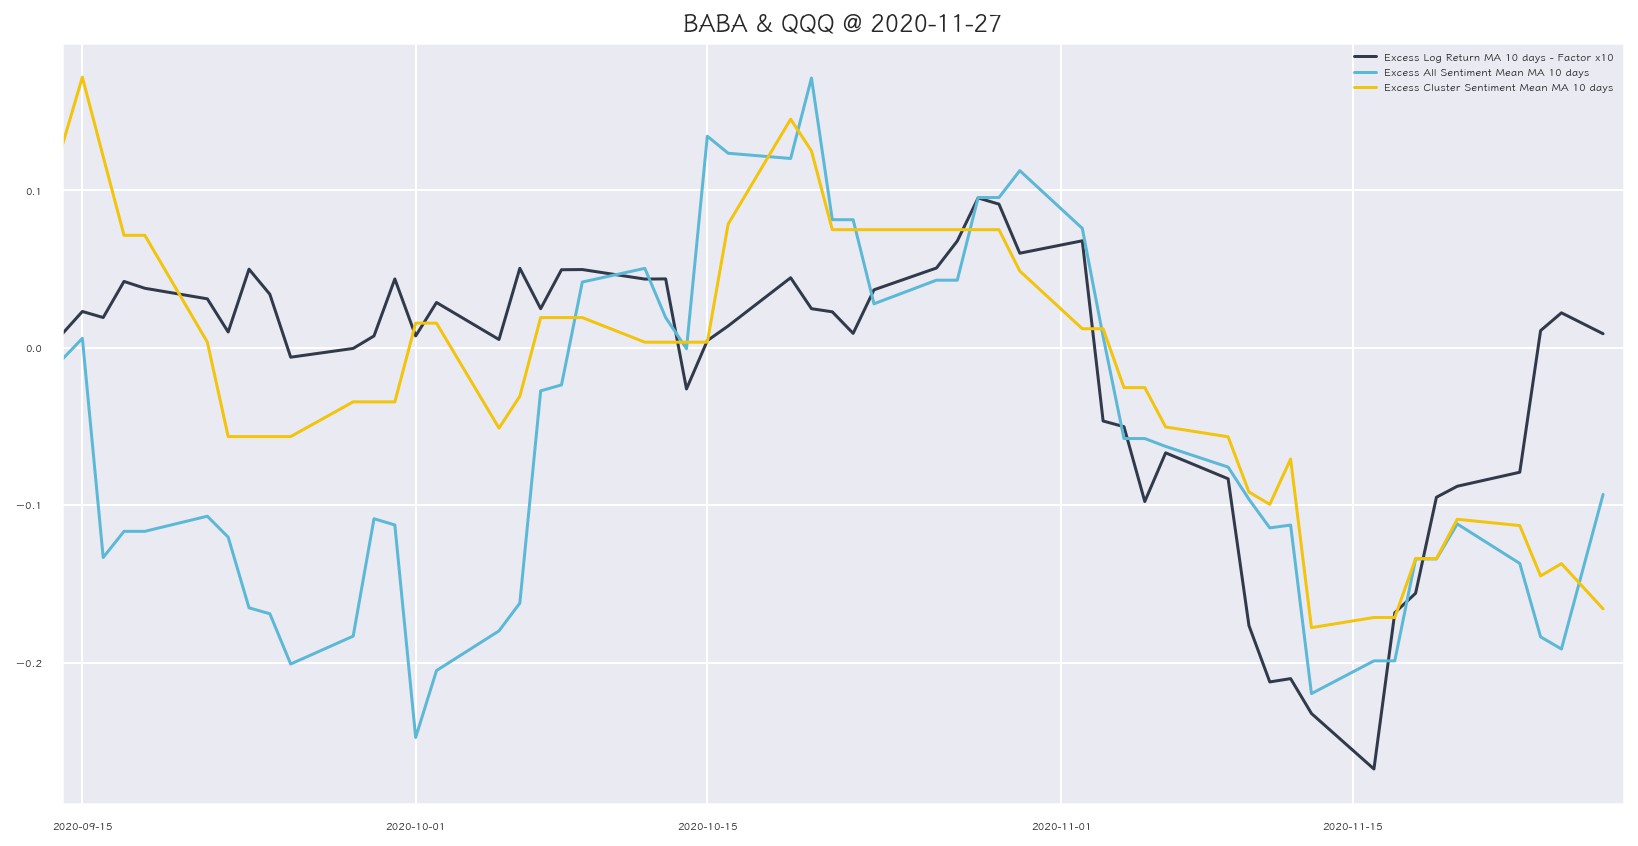 BABA & QQQ @ 2020-11-27
Excess Log Return MA 10 days - Factor x10
Excess All Sentiment Mean MA 10 days
Excess Cluster Sentiment Mean MA 10 days
0.1
0.0
−0.1
−0.2
2020-09-15 2020-10-01 2020-10-15 2020-11-01 2020-11-15